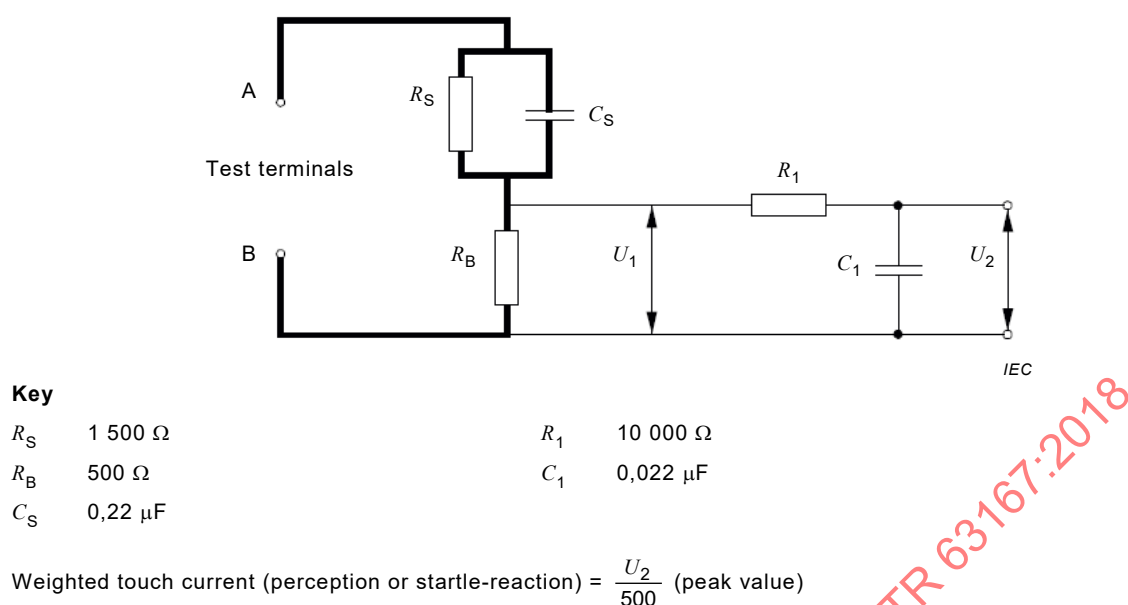 A
R_S
C_S
Test terminals
R_1
B
R_B
U_1
C_1
U_2
IEC
Key
R_S 1 500 Ω
R_1 10 000 Ω
R_B 500 Ω
C_1 0,022 μF
C_S 0,22 μF
Weighted touch current (perception or startle-reaction) = U_2/500 (peak value)
TR 63167:2018